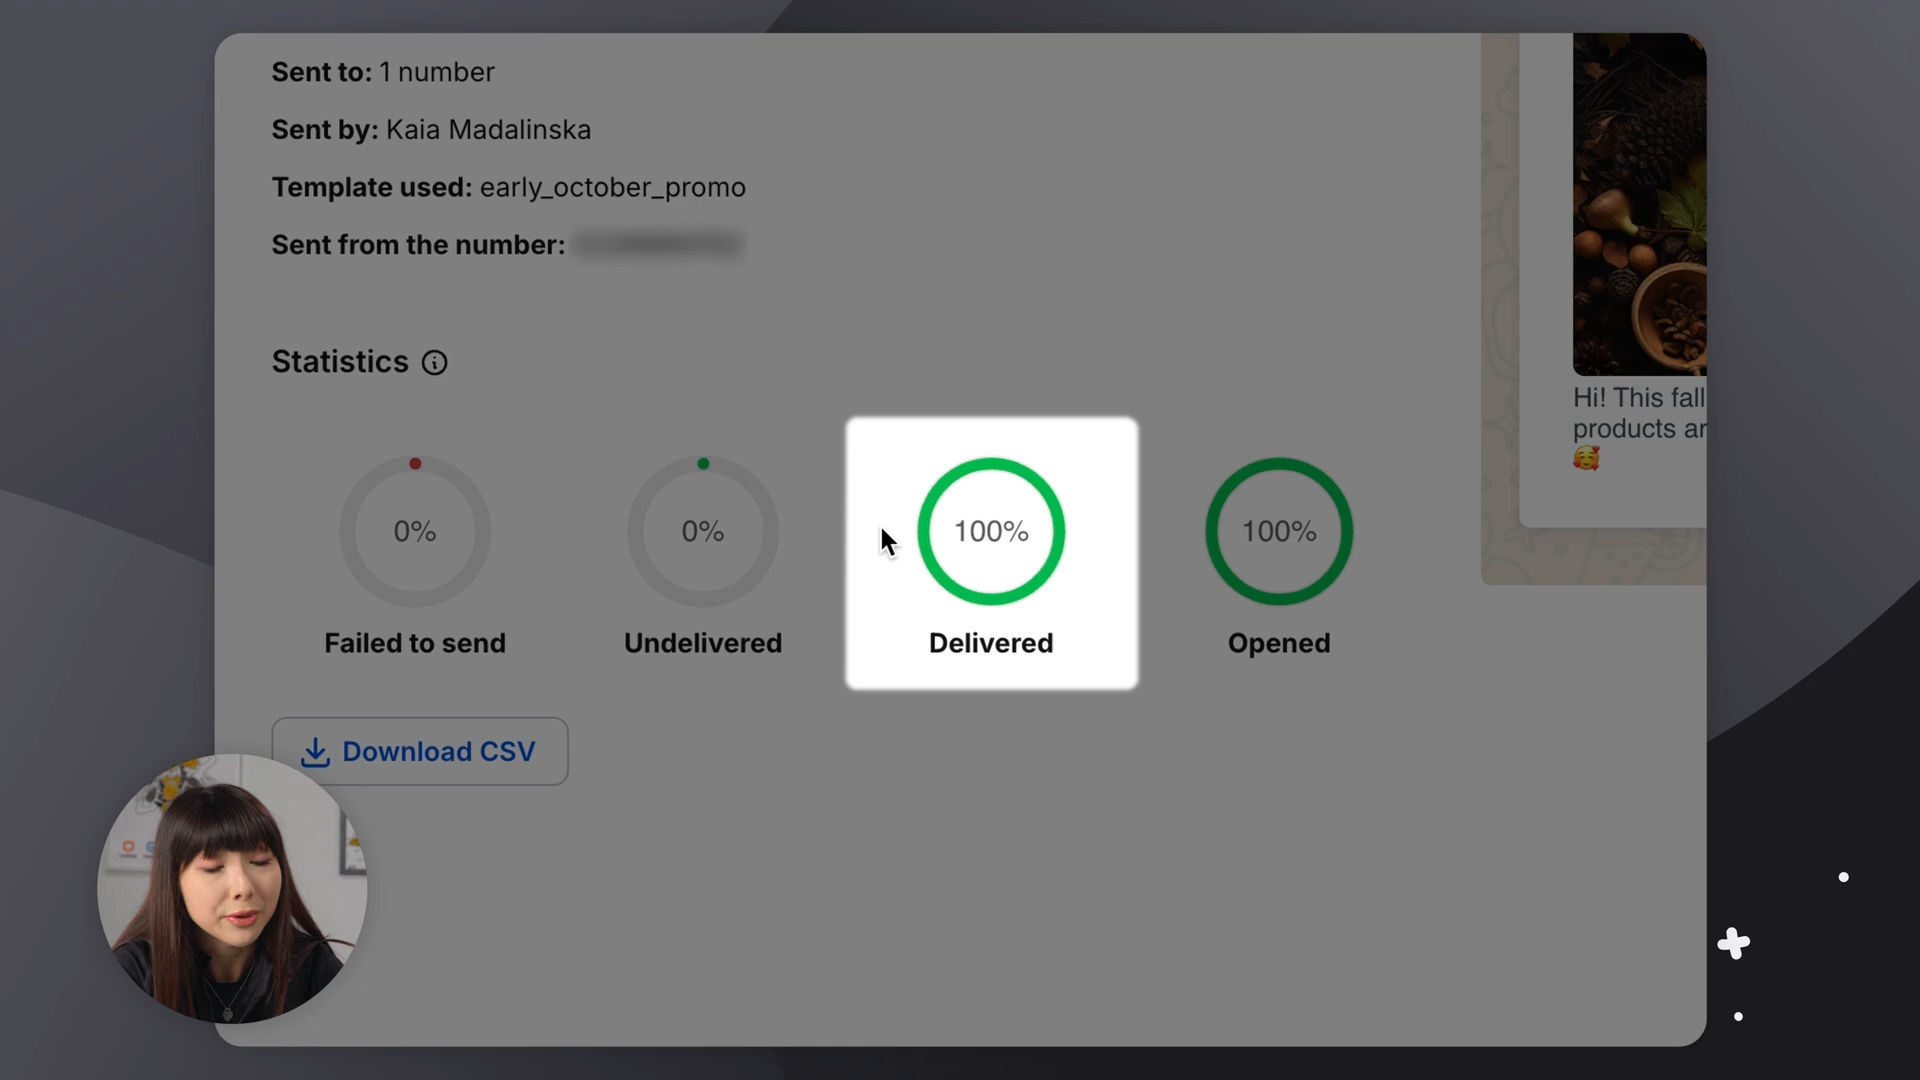 Sent to: 1 number
Sent by: Kaia Madalinska
Template used: early_october_promo
Sent from the number:
Statistics
0%
Failed to send
0%
Undelivered
100%
Delivered
100%
Opened
Download CSV
Hi! This fall
products ar